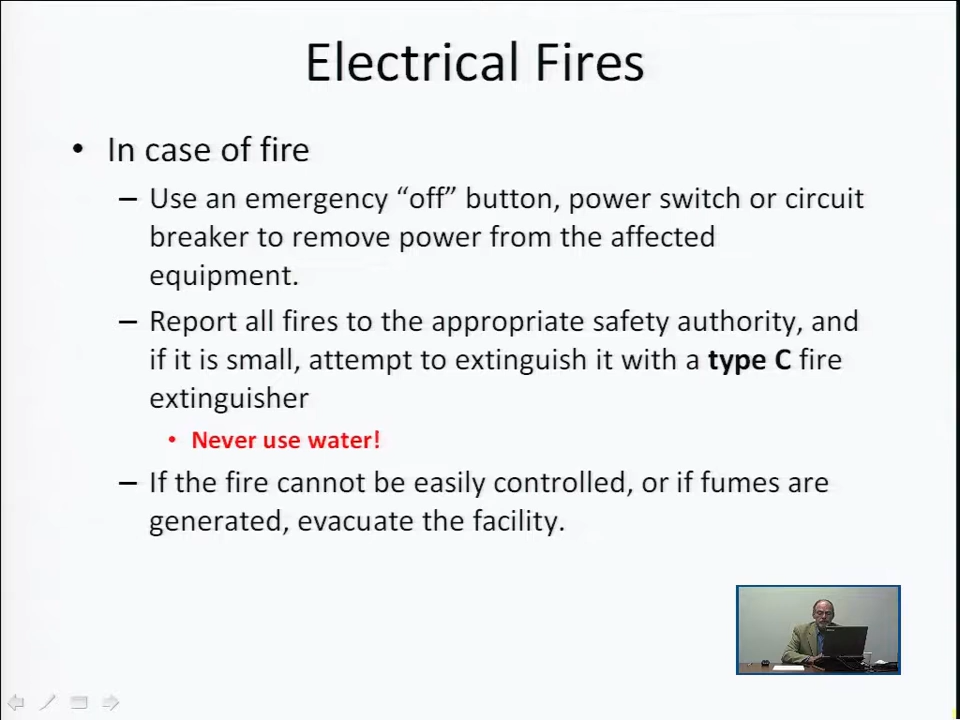 Electrical Fires
• In case of fire
– Use an emergency “off” button, power switch or circuit
breaker to remove power from the affected
equipment.
– Report all fires to the appropriate safety authority, and
if it is small, attempt to extinguish it with a type C fire
extinguisher
• Never use water!
– If the fire cannot be easily controlled, or if fumes are
generated, evacuate the facility.